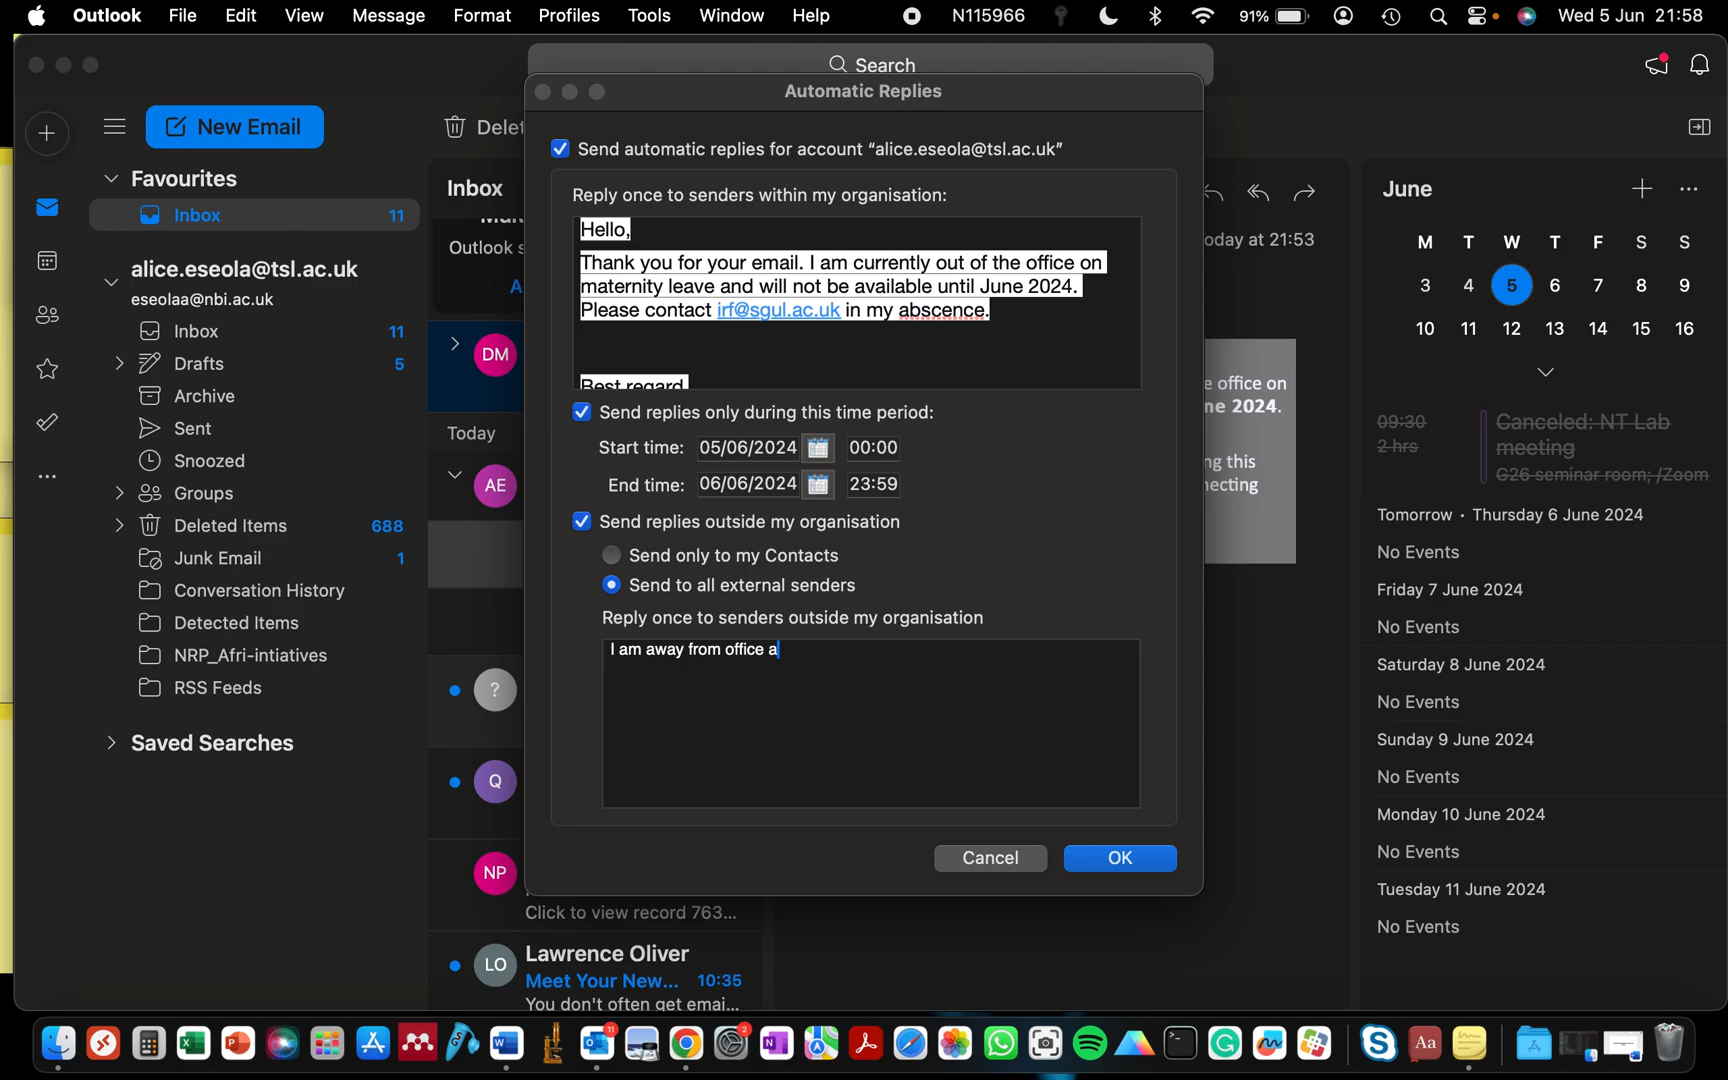 Outlook File Edit View Message Format Profiles Tools Window Help N115966 91% Wed 5 Jun 21:58
Search
Automatic Replies
New Email
Delet
Favourites
Inbox 11
alice.eseola@tsl.ac.uk
eseolaa@nbi.ac.uk
Inbox 11
Drafts 5
Archive
Sent
Snoozed
Groups
Deleted Items 688
Junk Email 1
Conversation History
Detected Items
NRP_Afri-intiatives
RSS Feeds
Saved Searches
Inbox
Outlook s
A
DM
Today
AE
?
Q
NP
Click to view record 763...
LO
Lawrence Oliver
Meet Your New... 10:35
You don't often get emai...
Send automatic replies for account “alice.eseola@tsl.ac.uk”
Reply once to senders within my organisation:
Hello,
Thank you for your email. I am currently out of the office on
maternity leave and will not be available until June 2024.
Please contact irf@sgul.ac.uk in my abscence.
Best regard
Send replies only during this time period:
Start time: 05/06/2024 00:00
End time: 06/06/2024 23:59
Send replies outside my organisation
Send only to my Contacts
Send to all external senders
Reply once to senders outside my organisation
I am away from office a
Cancel OK
oday at 21:53
e office on
ne 2024.
ng this
necting
June
M T W T F S S
3 4 5 6 7 8 9
10 11 12 13 14 15 16
09:30
2 hrs
Canceled: NT Lab
meeting
G26 seminar room; /Zoom
Tomorrow • Thursday 6 June 2024
No Events
Friday 7 June 2024
No Events
Saturday 8 June 2024
No Events
Sunday 9 June 2024
No Events
Monday 10 June 2024
No Events
Tuesday 11 June 2024
No Events
11
2
Aa